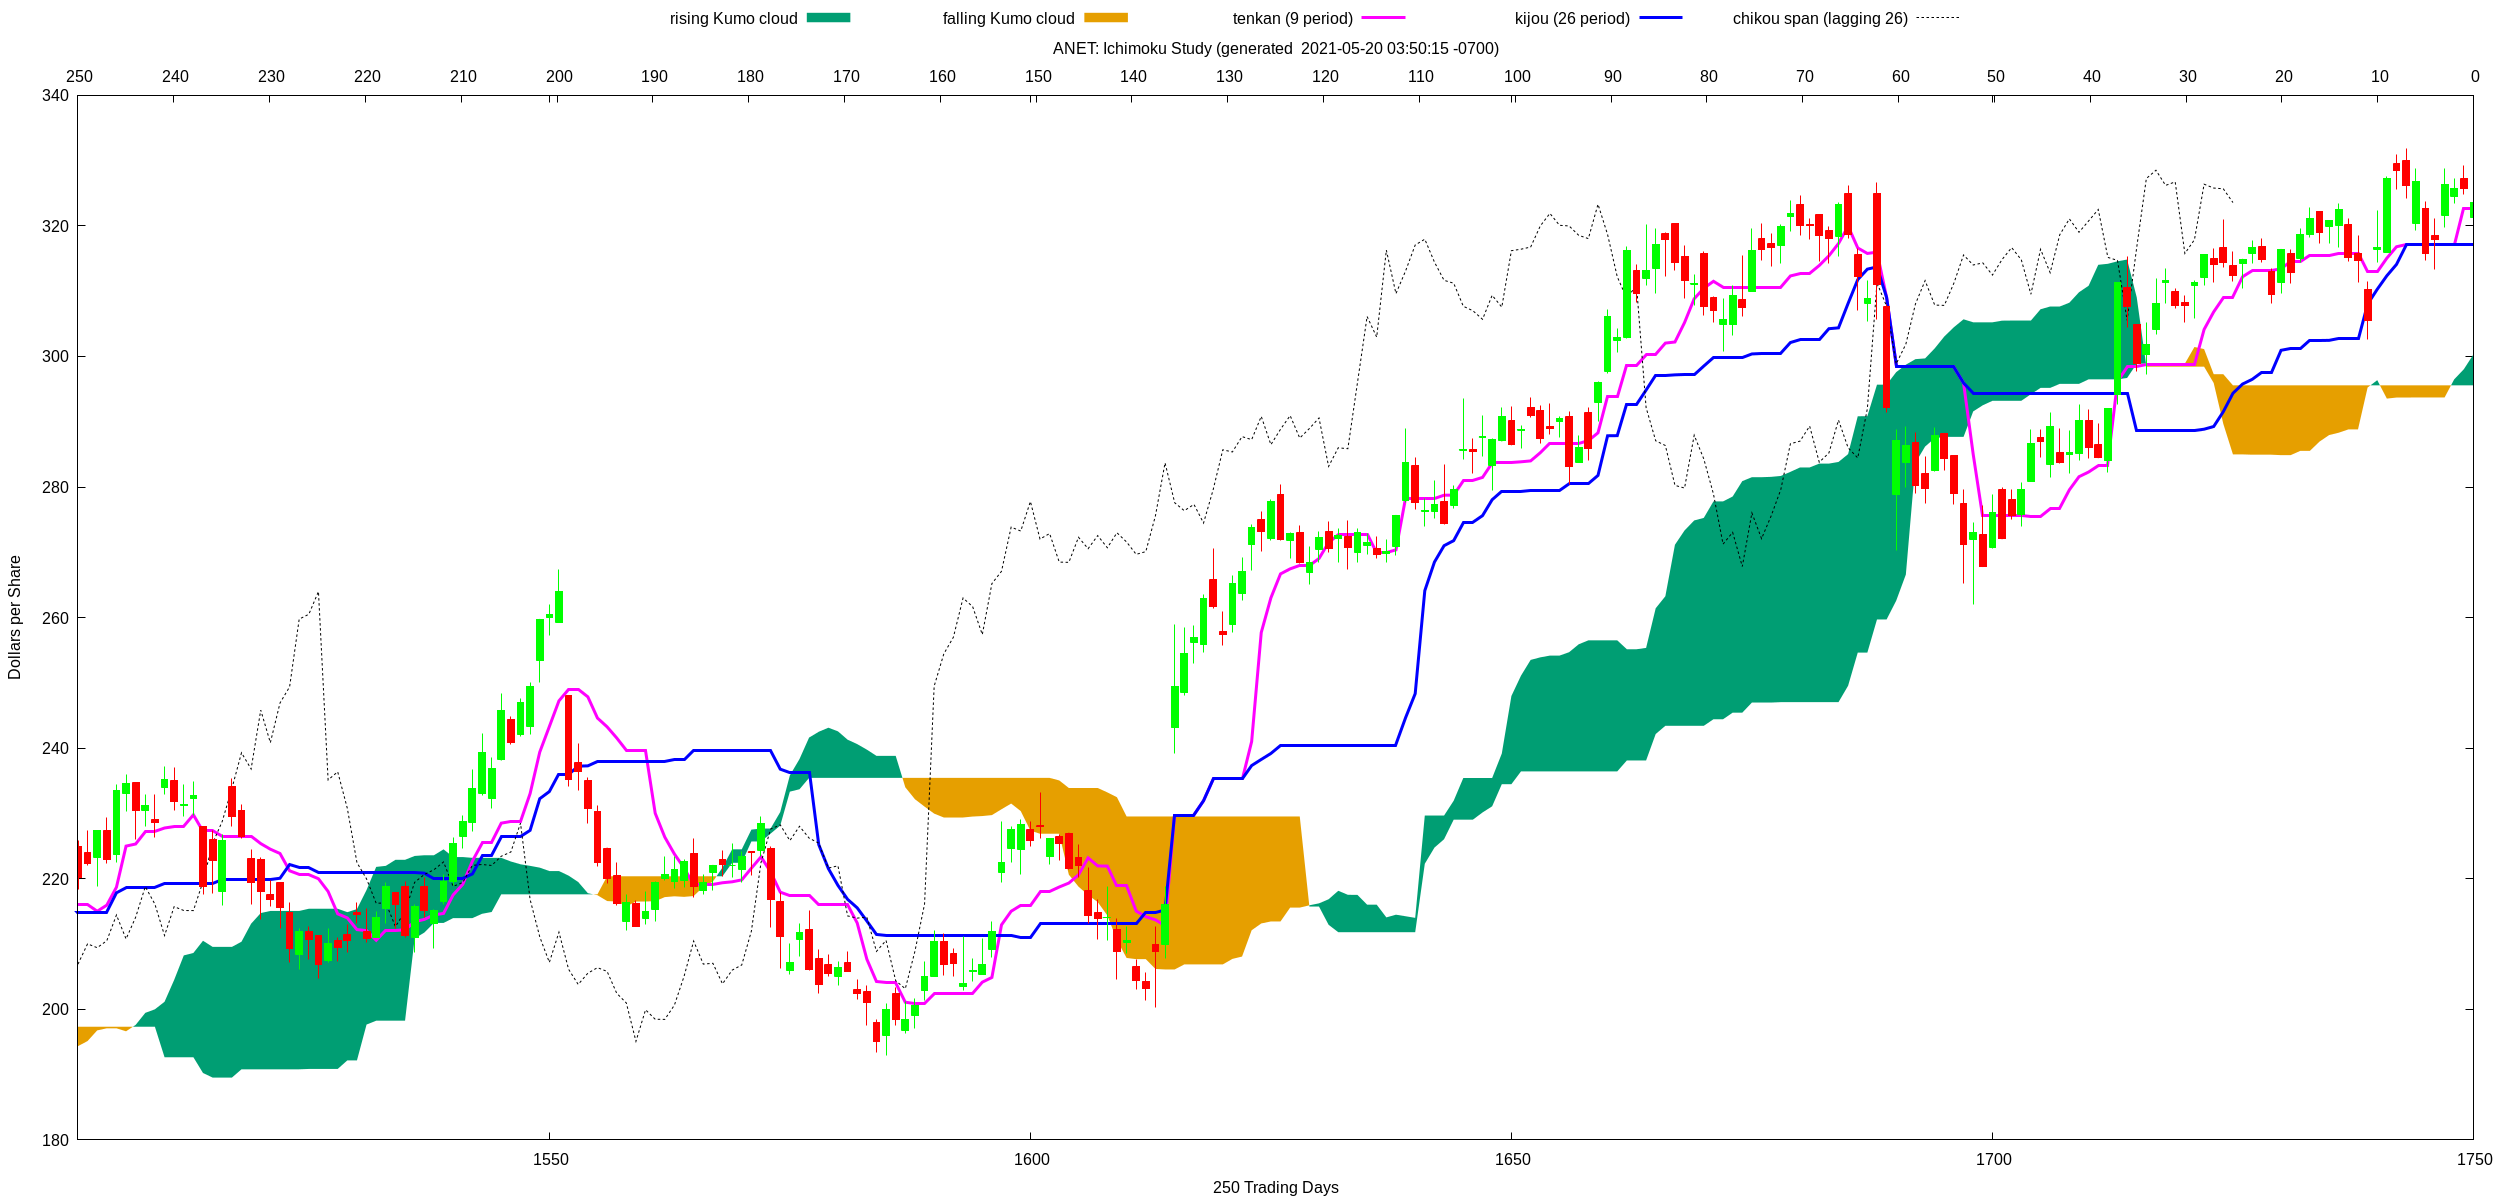 rising Kumo cloud falling Kumo cloud tenkan (9 period) kijou (26 period) chikou span (lagging 26)
ANET: Ichimoku Study (generated  2021-05-20 03:50:15 -0700)
250 240 230 220 210 200 190 180 170 160 150 140 130 120 110 100 90 80 70 60 50 40 30 20 10 0
340
320
300
280
260
240
220
200
180
Dollars per Share
1550 1600 1650 1700 1750
250 Trading Days